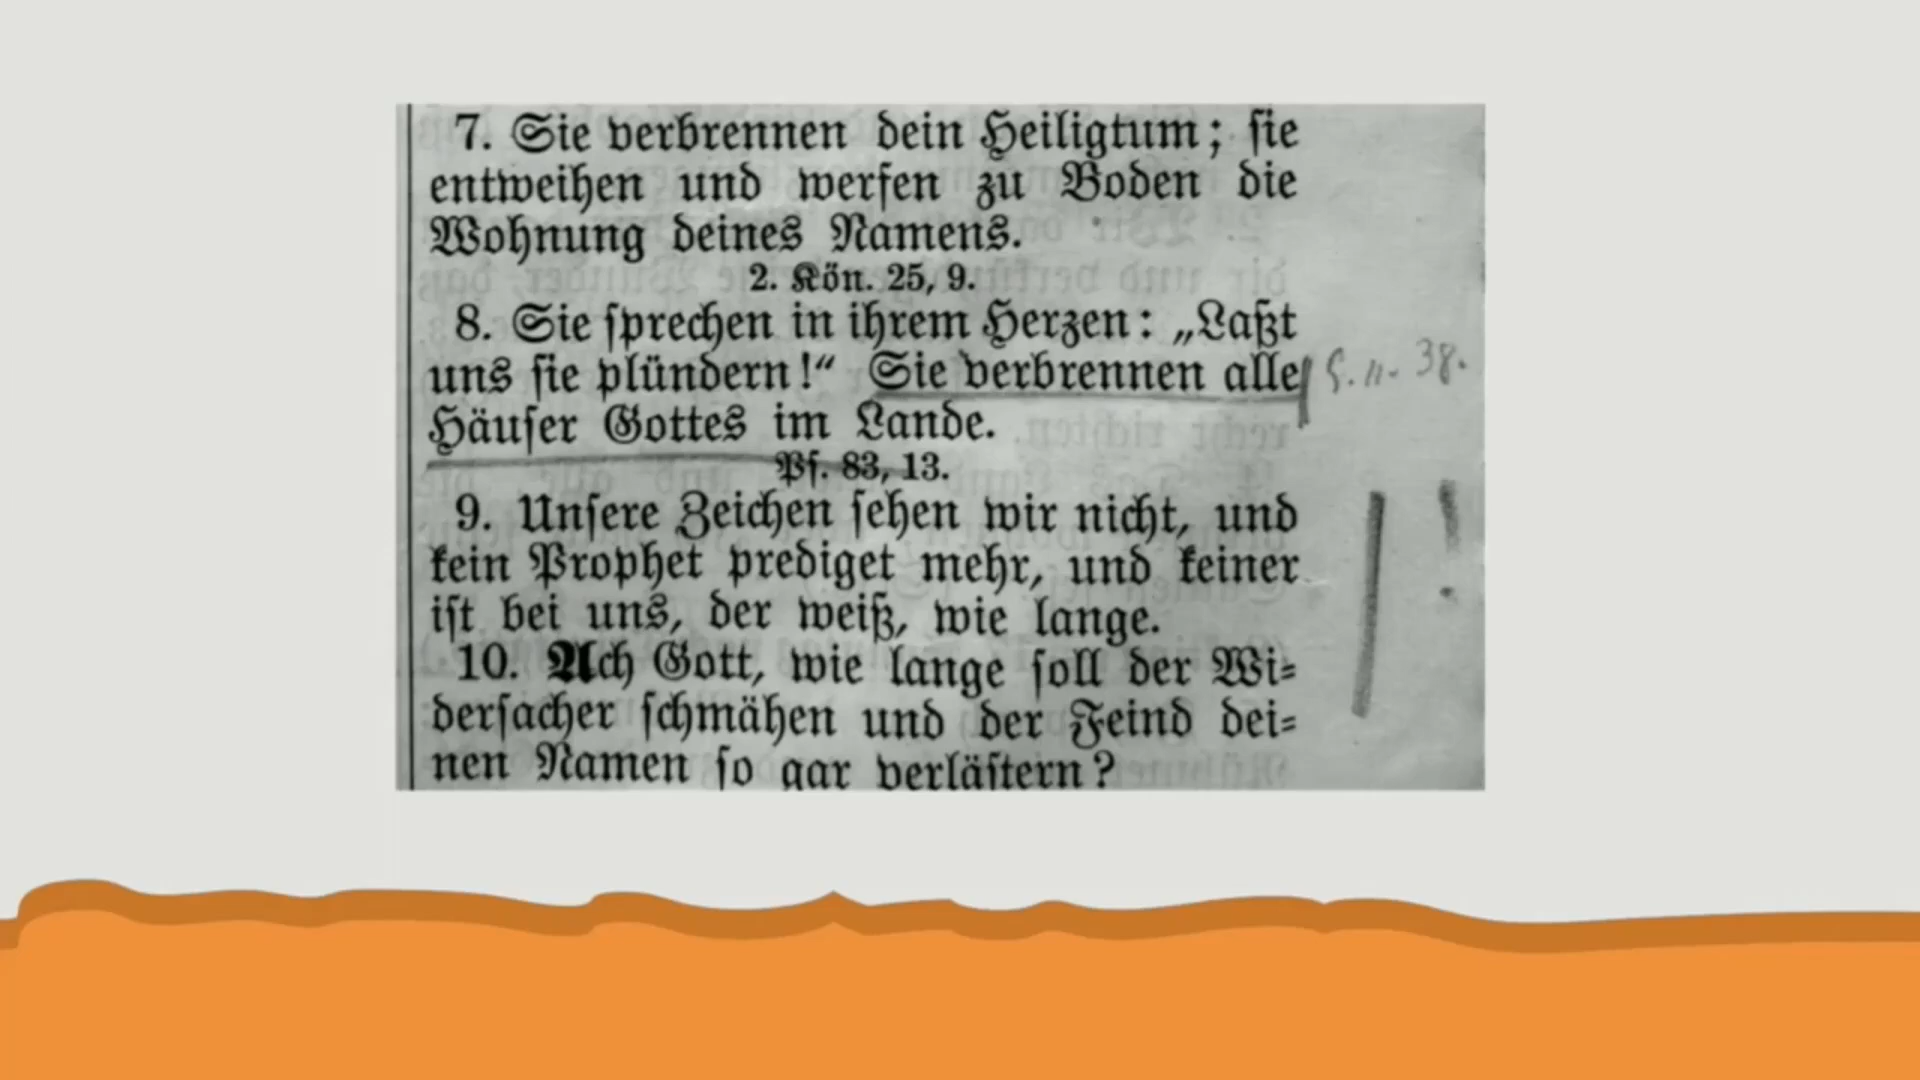 7. Sie verbrennen dein Heiligtum; sie
entweihen und werfen zu Boden die
Wohnung deines Namens.
2. Kön. 25, 9.
8. Sie sprechen in ihrem Herzen: „Laßt
uns sie plündern!“ Sie verbrennen alle
Häuser Gottes im Lande.
Ps. 83, 13.
9. Unsere Zeichen sehen wir nicht, und
kein Prophet prediget mehr, und keiner
ist bei uns, der weiß, wie lange.
10. Ach Gott, wie lange soll der Wi=
dersacher schmähen und der Feind dei=
nen Namen so gar verlästern?
9. 11. 38.
!